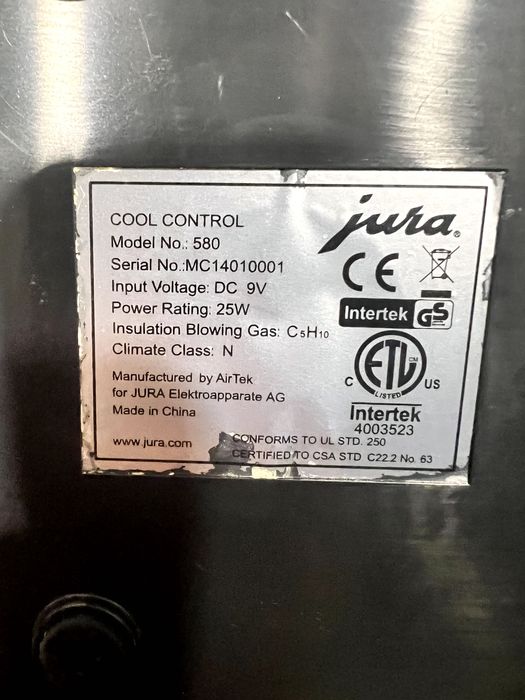 jura®
COOL CONTROL
Model No.: 580
Serial No.:MC14010001
Input Voltage: DC 9V
Power Rating: 25W
Insulation Blowing Gas: C₅H₁₀
Climate Class: N
Manufactured by AirTek
for JURA Elektroapparate AG
Made in China
www.jura.com
CE
Intertek GS
ETL CM
C LISTED US
Intertek
4003523
CONFORMS TO UL STD. 250
CERTIFIED TO CSA STD C22.2 No. 63